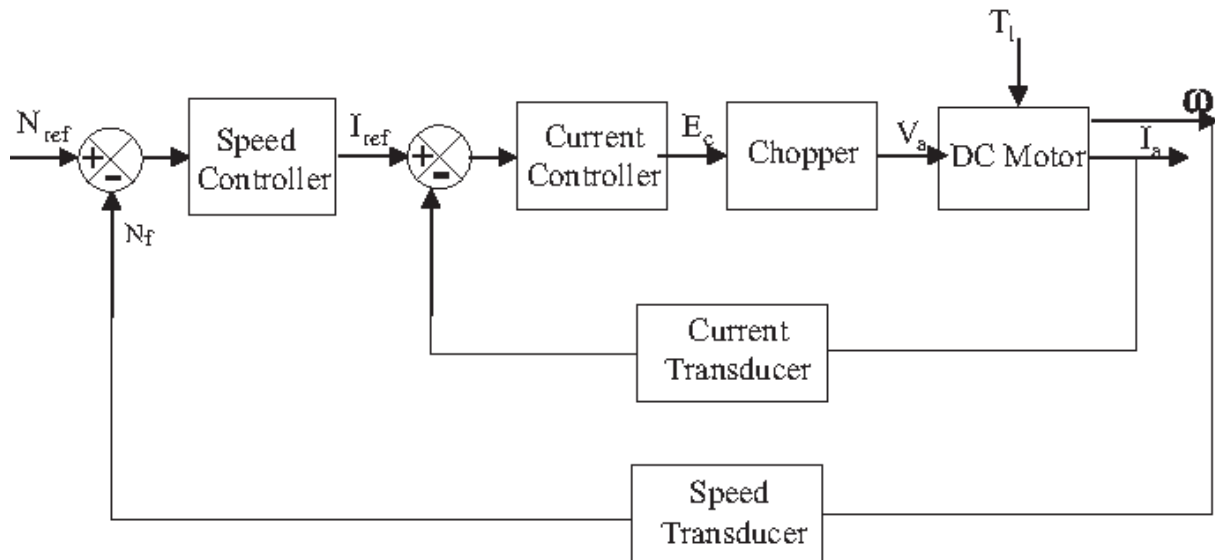 T_l
N_ref
+
-
N_f
Speed
Controller
I_ref
+
-
Current
Controller
E_c
Chopper
V_a
DC Motor
ω
I_a
Current
Transducer
Speed
Transducer